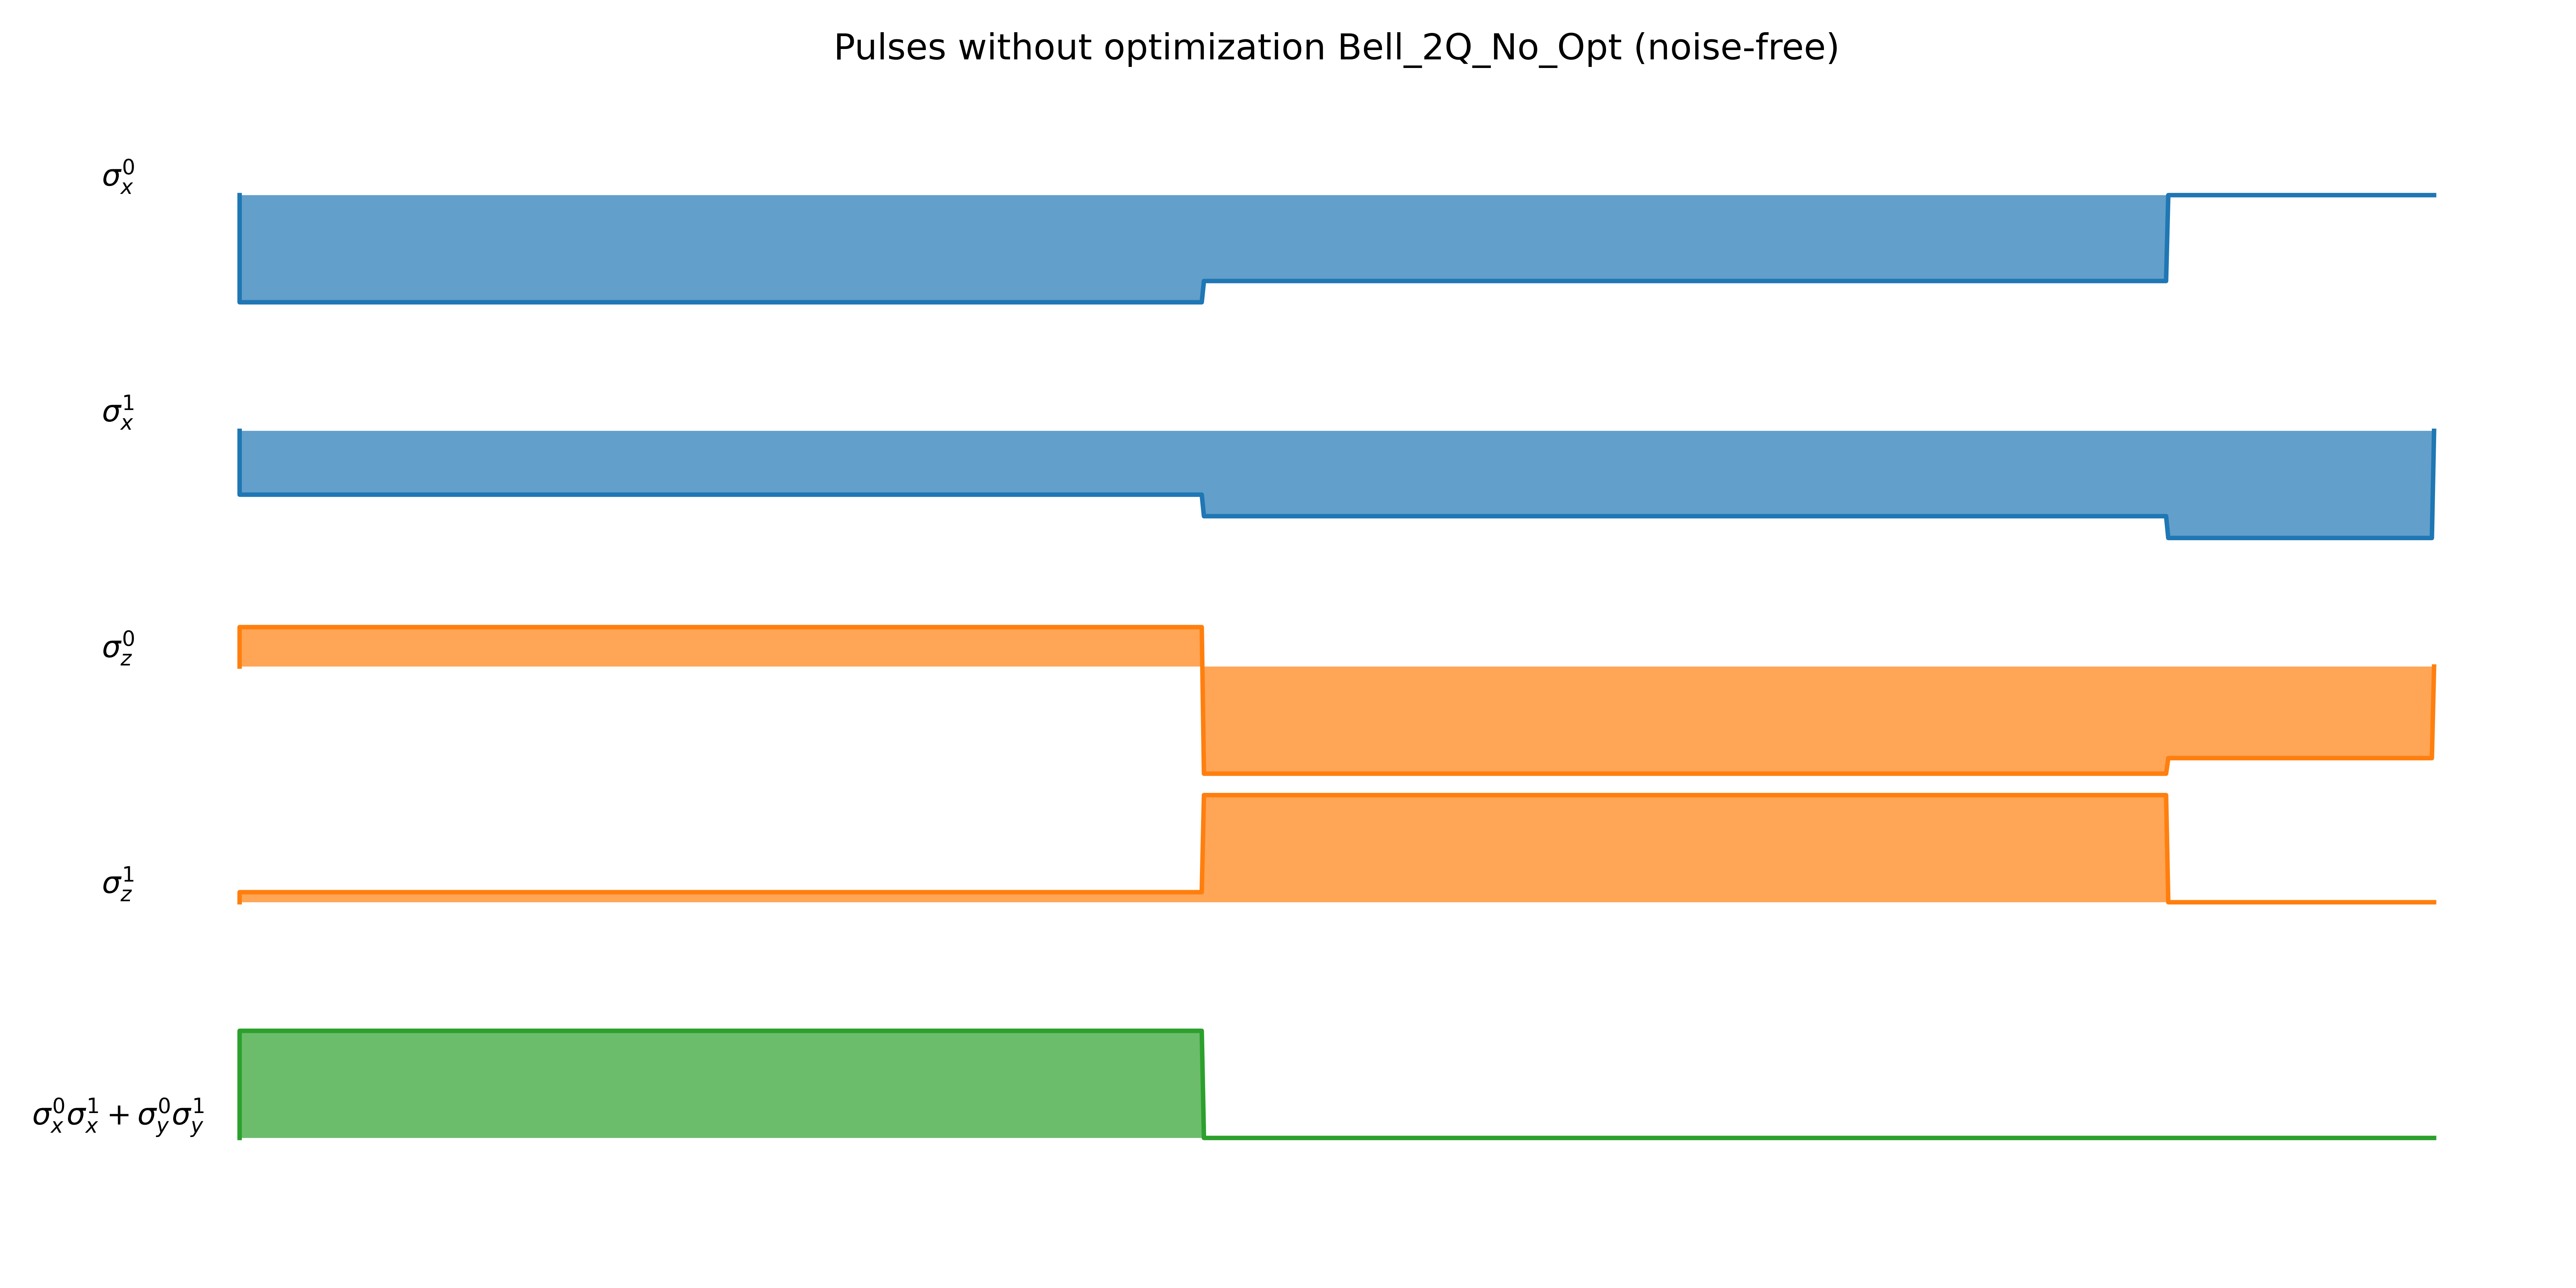 Pulses without optimization Bell_2Q_No_Opt (noise-free)
σ_x^0
σ_x^1
σ_z^0
σ_z^1
σ_x^0σ_x^1 + σ_y^0σ_y^1